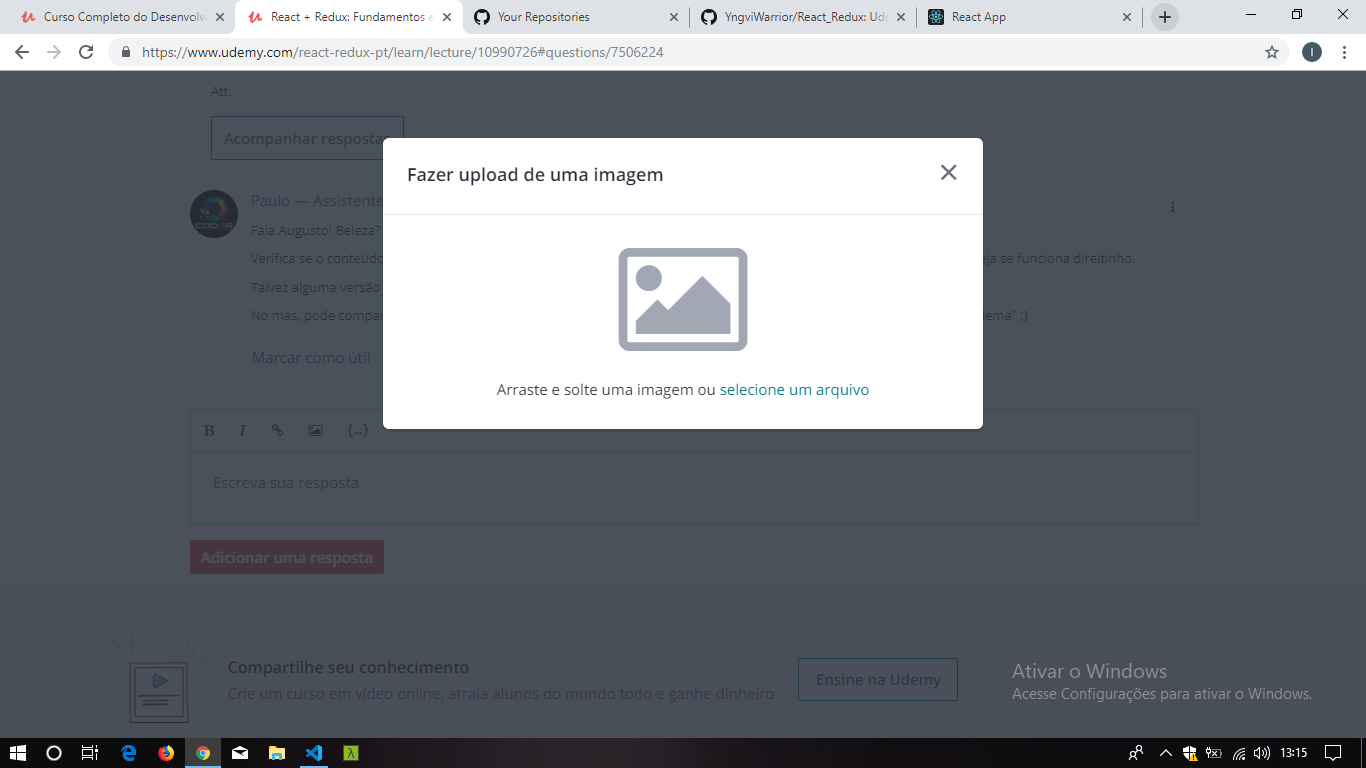 Curso Completo do Desenvolv
React + Redux: Fundamentos e
Your Repositories
YngviWarrior/React_Redux: Ude
React App
https://www.udemy.com/react-redux-pt/learn/lecture/10990726#questions/7506224
I
Att.
Acompanhar respostas
Fazer upload de uma imagem
Paulo — Assistente
CODER
Fala Augusto! Beleza?
Verifica se o conteúdo
eja se funciona direitinho.
Talvez alguma versão
No mas, pode compar
lema" ;)
Marcar como útil
Arraste e solte uma imagem ou selecione um arquivo
B I {...}
Escreva sua resposta
Adicionar uma resposta
Compartilhe seu conhecimento
Crie um curso em vídeo online, atraia alunos do mundo todo e ganhe dinheiro
Ensine na Udemy
Ativar o Windows
Acesse Configurações para ativar o Windows.
13:15